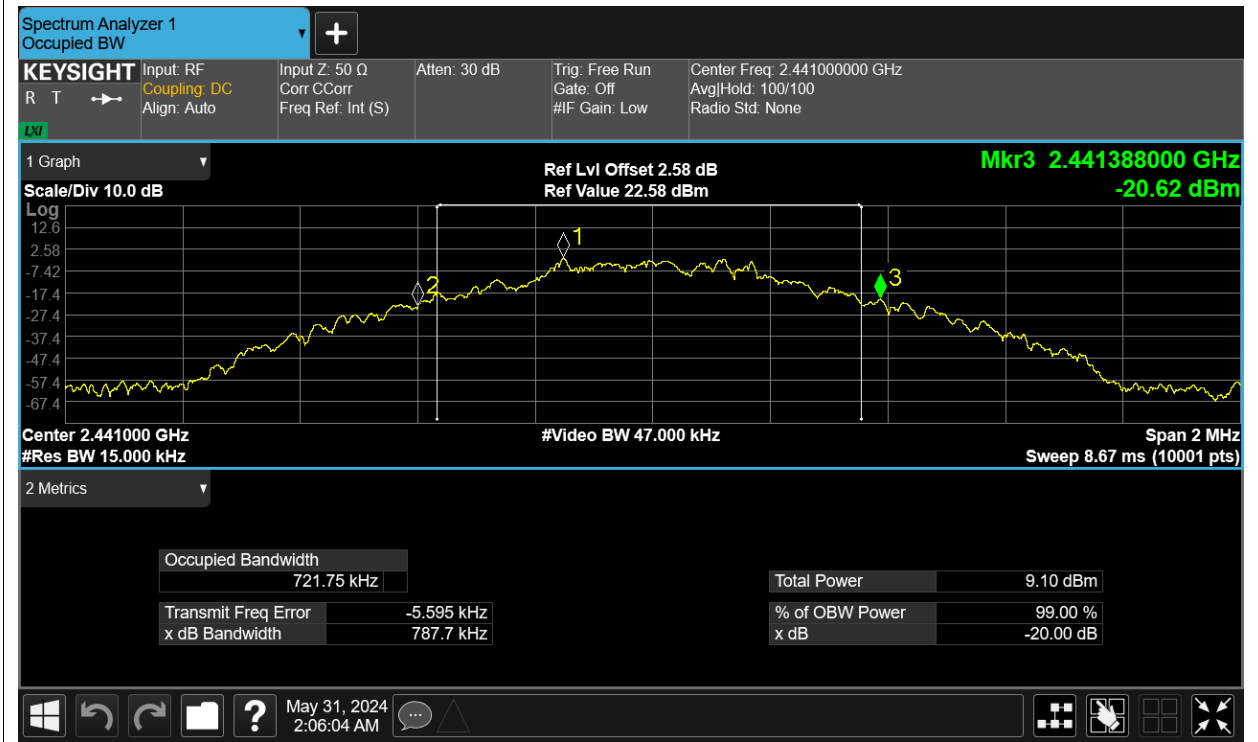 Spectrum Analyzer 1
Occupied BW
KEYSIGHT
R T
LXI
Input: RF
Coupling: DC
Align: Auto
Input Z: 50 Ω
Corr CCorr
Freq Ref: Int (S)
Atten: 30 dB
Trig: Free Run
Gate: Off
#IF Gain: Low
Center Freq: 2.441000000 GHz
Avg|Hold: 100/100
Radio Std: None
1 Graph
Scale/Div 10.0 dB
Ref Lvl Offset 2.58 dB
Ref Value 22.58 dBm
Mkr3 2.441388000 GHz
-20.62 dBm
Log
12.6
2.58
-7.42
-17.4
-27.4
-37.4
-47.4
-57.4
-67.4
1
2
3
Center 2.441000 GHz
#Res BW 15.000 kHz
#Video BW 47.000 kHz
Span 2 MHz
Sweep 8.67 ms (10001 pts)
2 Metrics
Occupied Bandwidth
721.75 kHz
Transmit Freq Error -5.595 kHz
x dB Bandwidth 787.7 kHz
Total Power 9.10 dBm
% of OBW Power 99.00 %
x dB -20.00 dB
?
May 31, 2024
2:06:04 AM